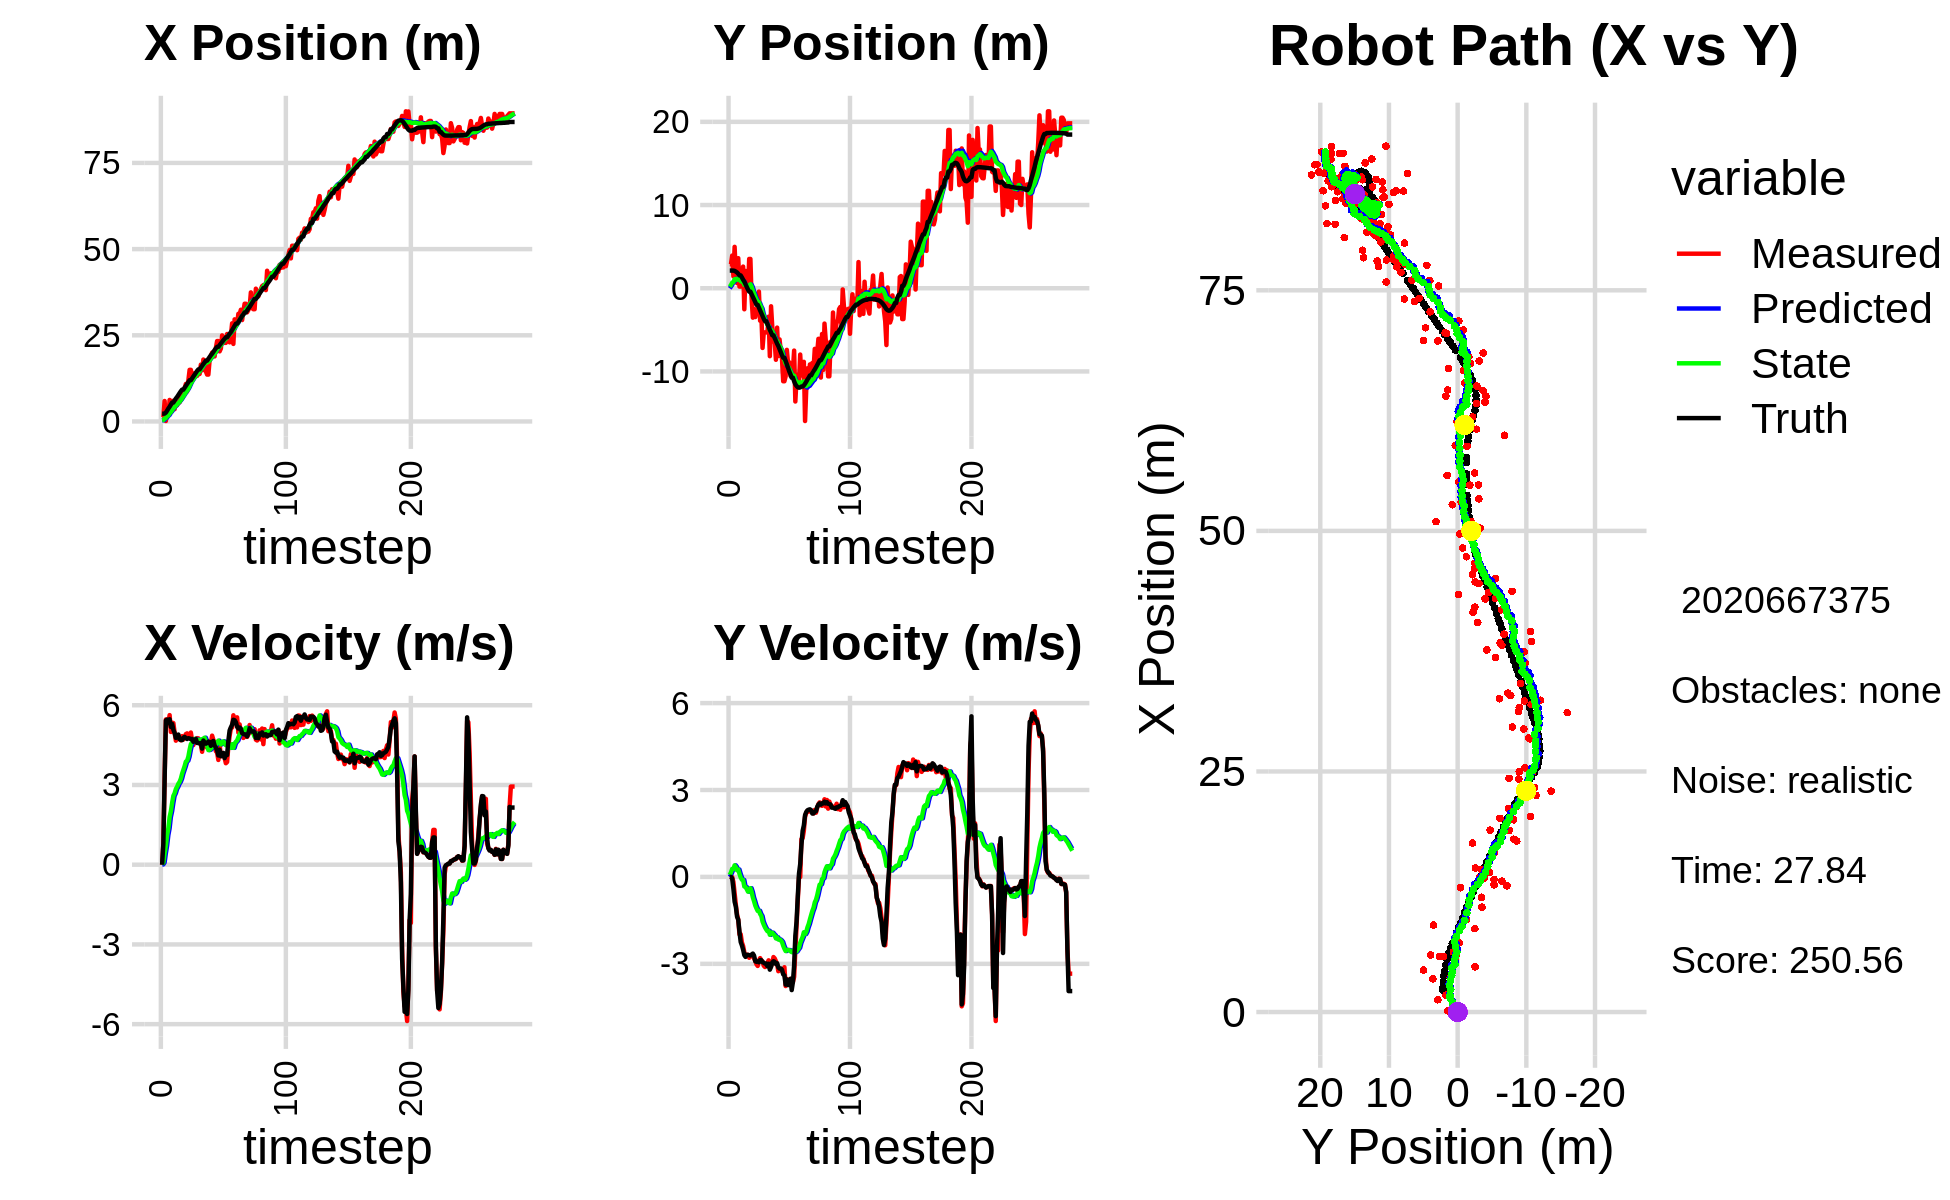 X Position (m)
75
50
25
0
0
100
200
timestep
Y Position (m)
20
10
0
-10
0
100
200
timestep
X Velocity (m/s)
6
3
0
-3
-6
0
100
200
timestep
Y Velocity (m/s)
6
3
0
-3
0
100
200
timestep
Robot Path (X vs Y)
X Position (m)
75
50
25
0
20 10 0 -10 -20
Y Position (m)
variable
Measured
Predicted
State
Truth
2020667375
Obstacles: none
Noise: realistic
Time: 27.84
Score: 250.56